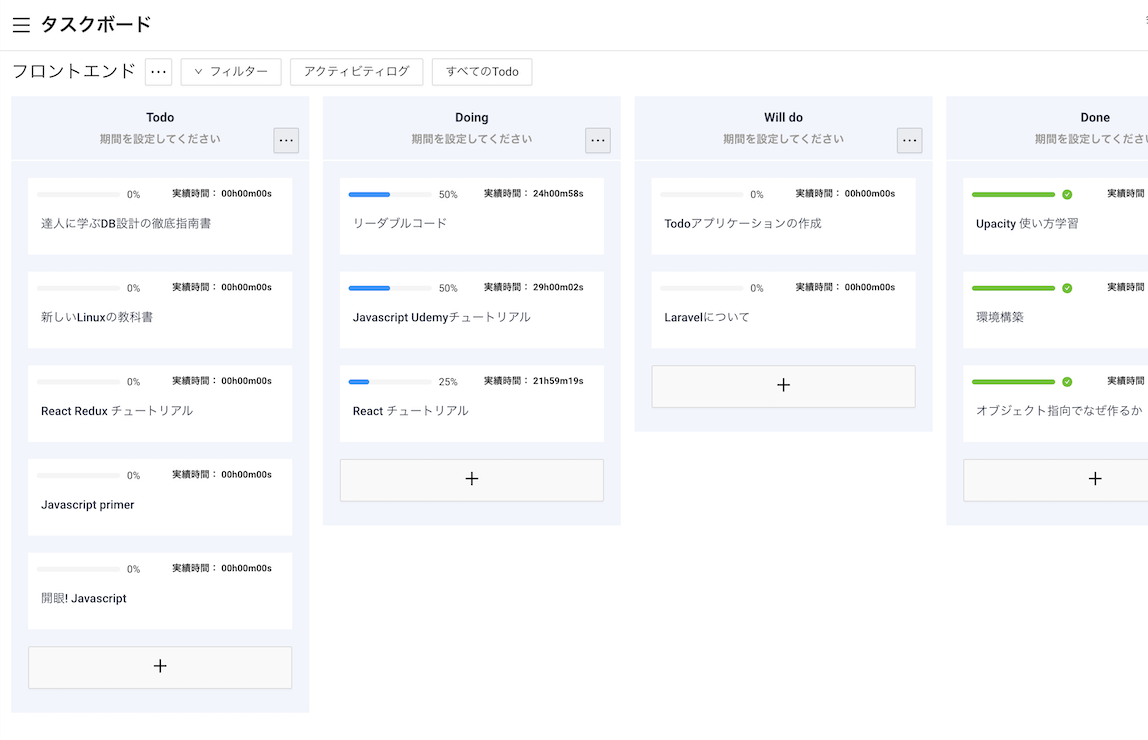 タスクボード
フロントエンド
フィルター
アクティビティログ
すべてのTodo
Todo
期間を設定してください
0% 実績時間： 00h00m00s
達人に学ぶDB設計の徹底指南書
0% 実績時間： 00h00m00s
新しいLinuxの教科書
0% 実績時間： 00h00m00s
React Redux チュートリアル
0% 実績時間： 00h00m00s
Javascript primer
0% 実績時間： 00h00m00s
開眼! Javascript
+
Doing
期間を設定してください
50% 実績時間： 24h00m58s
リーダブルコード
50% 実績時間： 29h00m02s
Javascript Udemyチュートリアル
25% 実績時間： 21h59m19s
React チュートリアル
+
Will do
期間を設定してください
0% 実績時間： 00h00m00s
Todoアプリケーションの作成
0% 実績時間： 00h00m00s
Laravelについて
+
Done
期間を設定してくださ
実績時間
Upacity 使い方学習
実績時間
環境構築
実績時間
オブジェクト指向でなぜ作るか
+